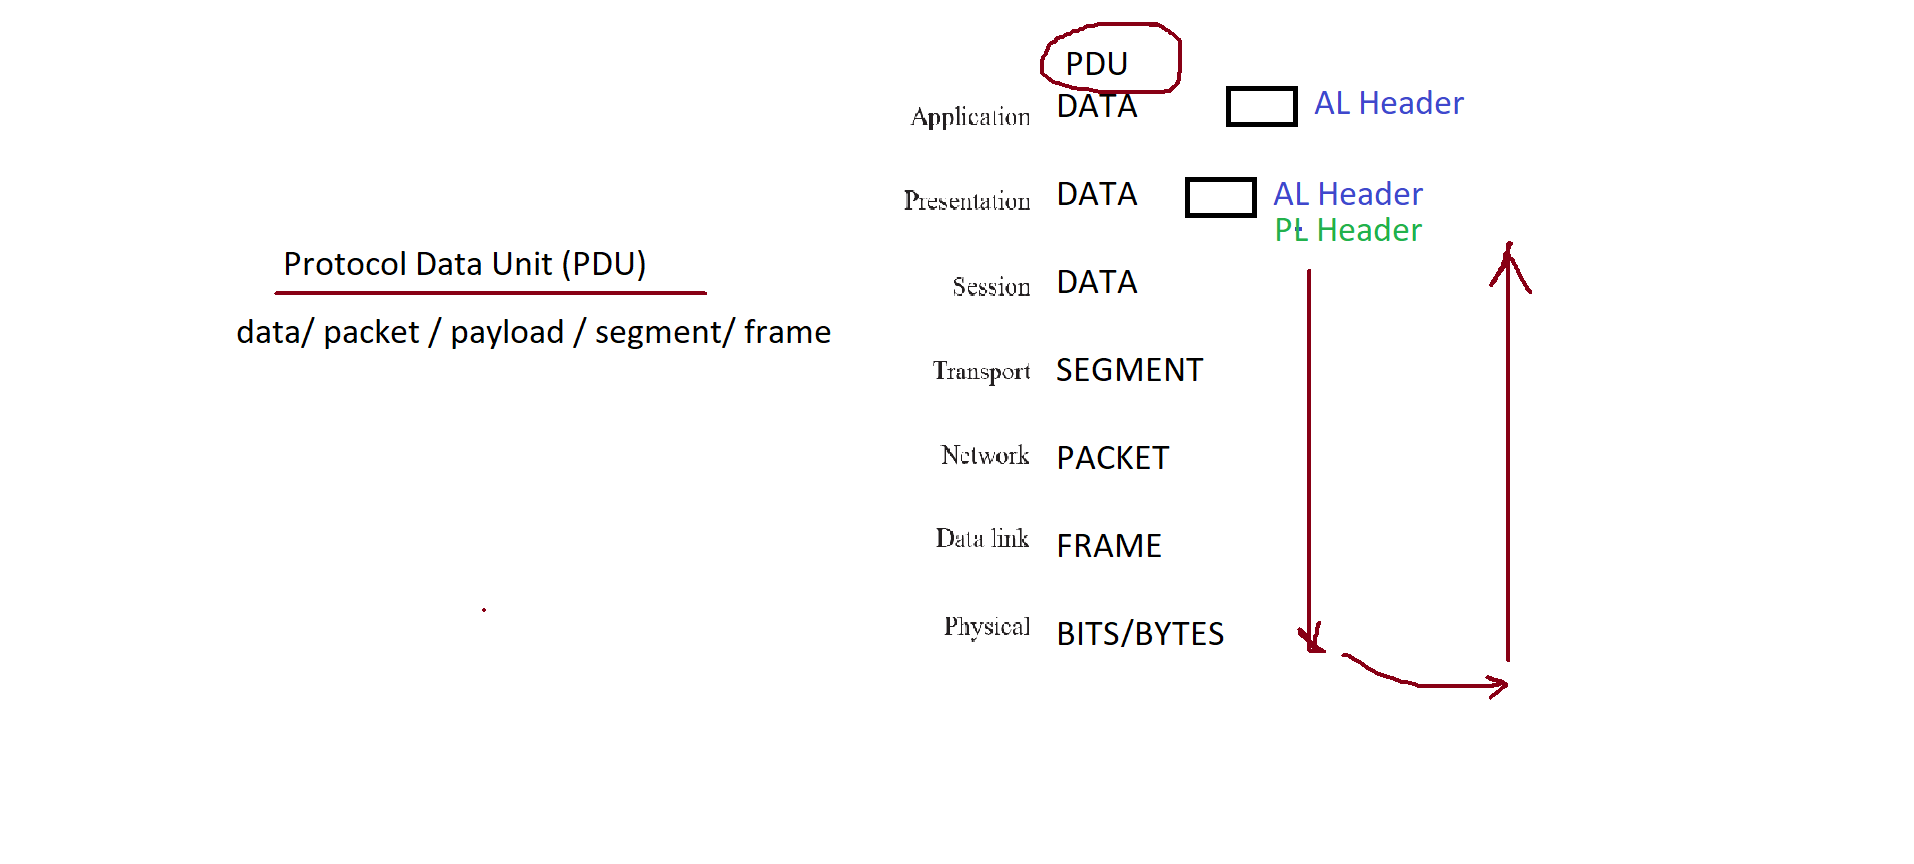 PDU
Application DATA AL Header
Presentation DATA AL Header
PL Header
Protocol Data Unit (PDU)
Session DATA
data/ packet / payload / segment/ frame
Transport SEGMENT
Network PACKET
Data link FRAME
Physical BITS/BYTES